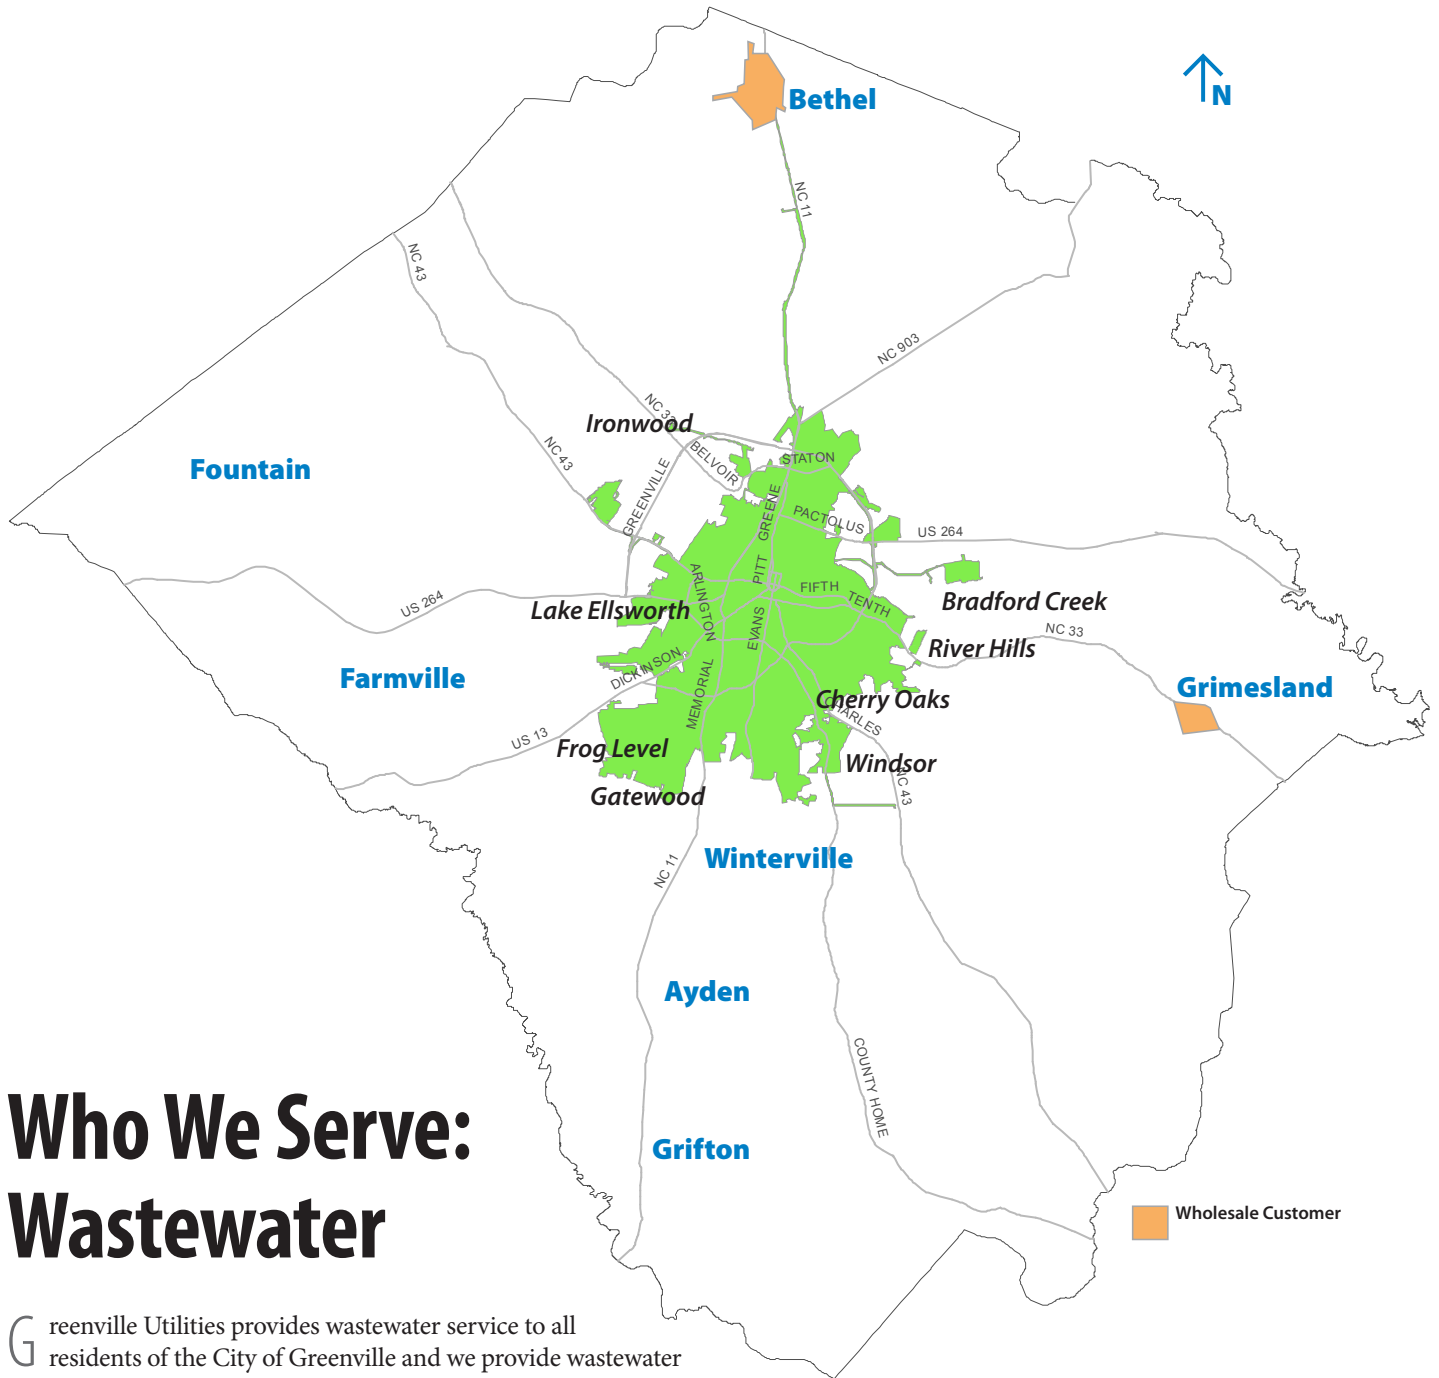 Bethel
N
NC 11
NC 43
NC 903
NC 33
Ironwood
Fountain
NC 43
BELVOIR
STATON
GREENVILLE
GREENE
PACTOLUS
US 264
ARLINGTON
PITT
FIFTH
TENTH
US 264
Lake Ellsworth
Bradford Creek
EVANS
NC 33
River Hills
DICKINSON
Farmville
MEMORIAL
Grimesland
Cherry Oaks
CHARLES
US 13
Frog Level
Windsor
NC 43
Gatewood
Winterville
NC 11
Ayden
COUNTY HOME
Grifton
Who We Serve:
Wastewater
Wholesale Customer
Greenville Utilities provides wastewater service to all
residents of the City of Greenville and we provide wastewater